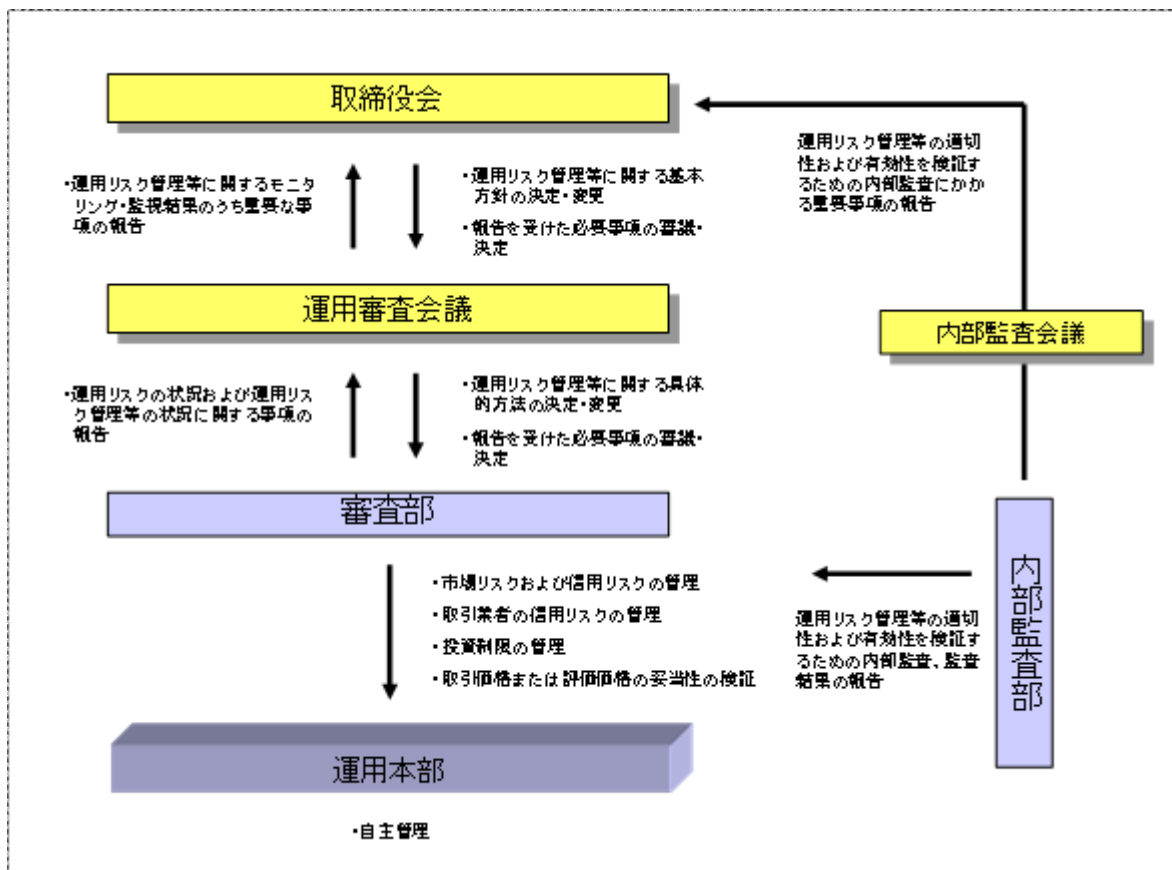 取締役会
・運用リスク管理等に関するモニタ
リング・監視結果のうち重要な事
項の報告
・運用リスク管理等に関する基本
方針の決定・変更
・報告を受けた必要事項の審議・
決定
運用リスク管理等の適切
性および有効性を検証す
るための内部監査にかか
る重要事項の報告
運用審査会議
内部監査会議
・運用リスクの状況および運用リス
ク管理等の状況に関する事項の
報告
・運用リスク管理等に関する具体
的方法の決定・変更
・報告を受けた必要事項の審議・
決定
審査部
内部監査部
・市場リスクおよび信用リスクの管理
・取引業者の信用リスクの管理
・投資制限の管理
・取引価格または評価価格の妥当性の検証
運用リスク管理等の適切
性および有効性を検証す
るための内部監査、監査
結果の報告
運用本部
・自主管理